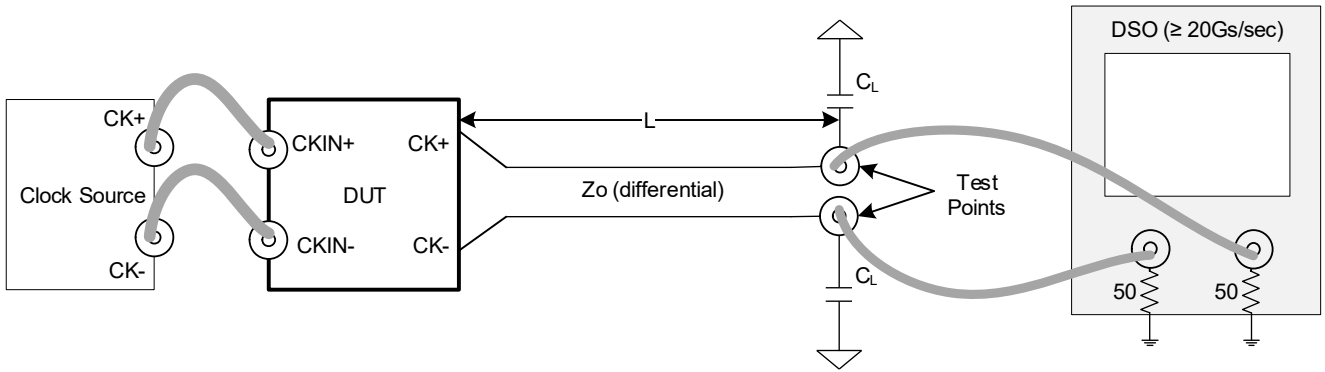 DSO (≥ 20Gs/sec)
CL
CK+
CKIN+
CK+
L
Clock Source
DUT
Zo (differential)
Test
Points
CK-
CKIN-
CK-
CL
50
50